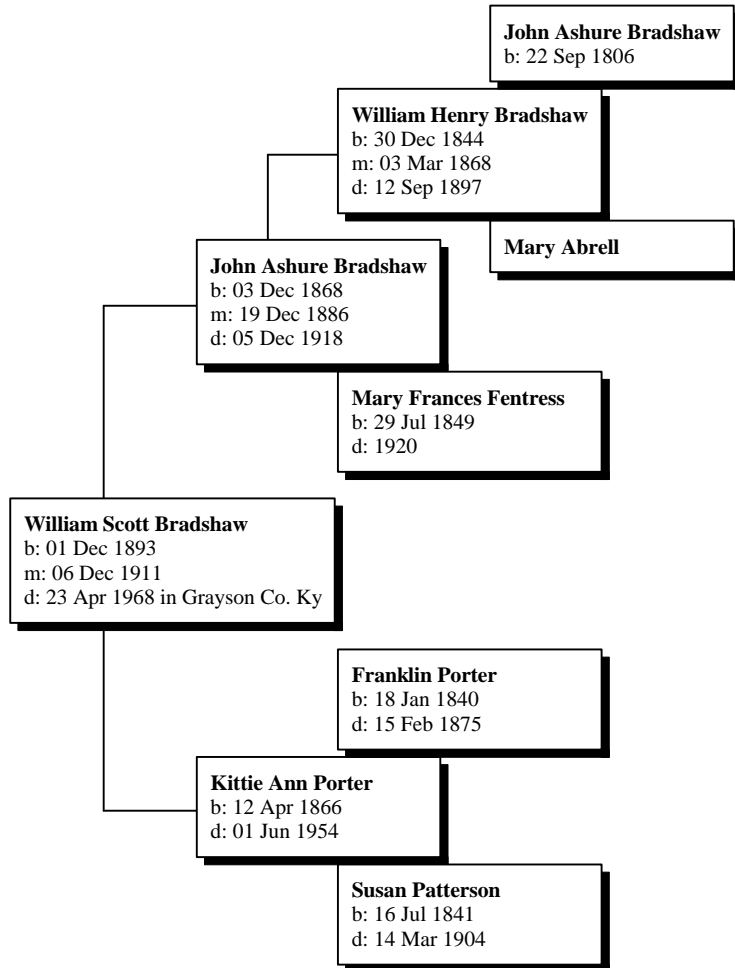 John Ashure Bradshaw
b: 22 Sep 1806
William Henry Bradshaw
b: 30 Dec 1844
m: 03 Mar 1868
d: 12 Sep 1897
Mary Abrell
John Ashure Bradshaw
b: 03 Dec 1868
m: 19 Dec 1886
d: 05 Dec 1918
Mary Frances Fentress
b: 29 Jul 1849
d: 1920
William Scott Bradshaw
b: 01 Dec 1893
m: 06 Dec 1911
d: 23 Apr 1968 in Grayson Co. Ky
Franklin Porter
b: 18 Jan 1840
d: 15 Feb 1875
Kittie Ann Porter
b: 12 Apr 1866
d: 01 Jun 1954
Susan Patterson
b: 16 Jul 1841
d: 14 Mar 1904